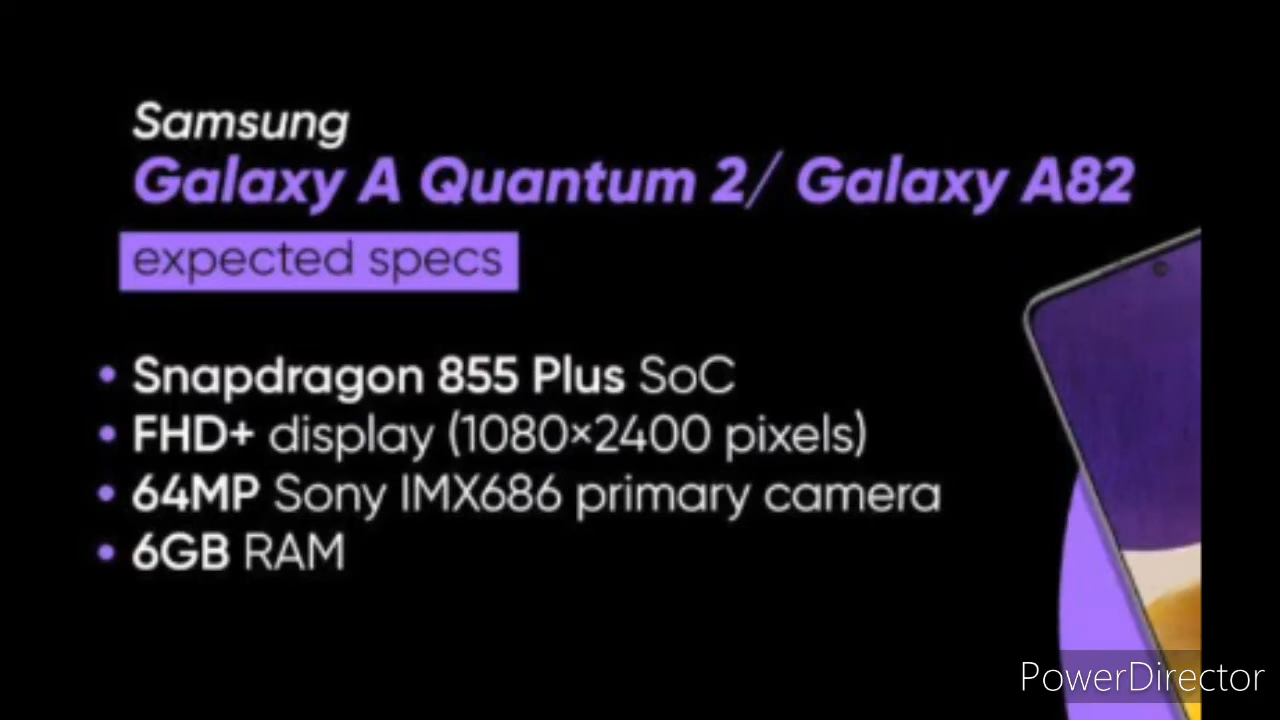 Samsung
Galaxy A Quantum 2/ Galaxy A82
expected specs
• Snapdragon 855 Plus SoC
• FHD+ display (1080×2400 pixels)
• 64MP Sony IMX686 primary camera
• 6GB RAM
PowerDirector